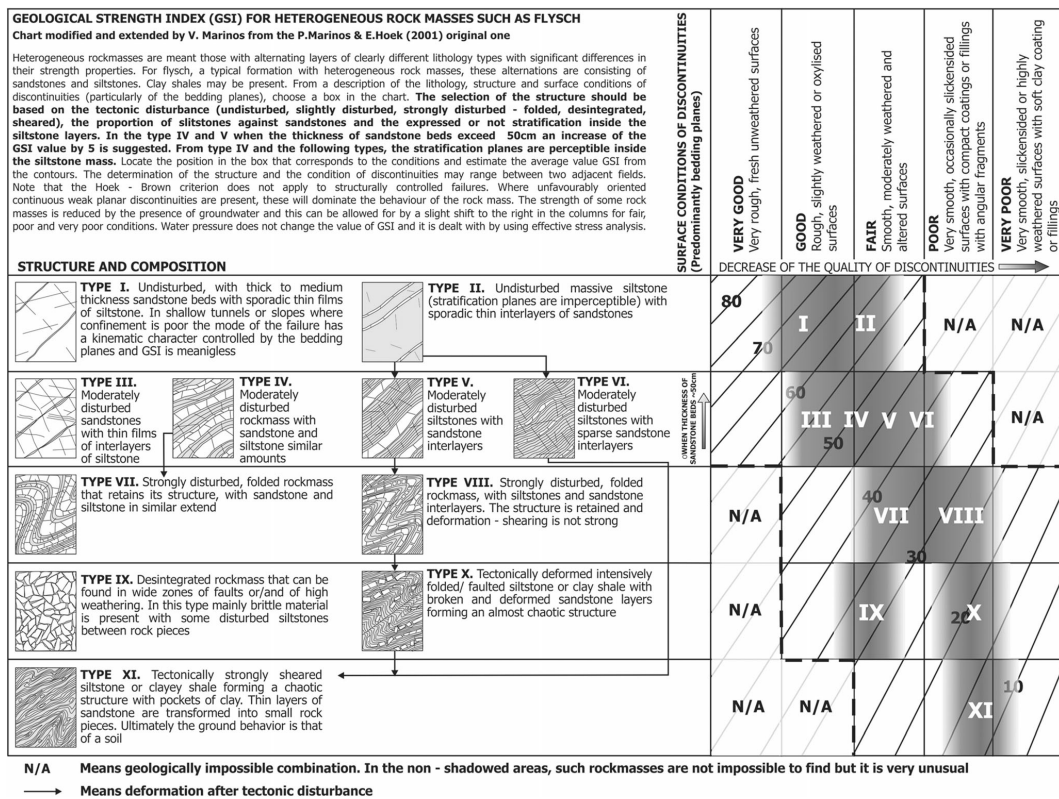 GEOLOGICAL STRENGTH INDEX (GSI) FOR HETEROGENEOUS ROCK MASSES SUCH AS FLYSCH
Chart modified and extended by V. Marinos from the P.Marinos & E.Hoek (2001) original one
Heterogeneous rockmasses are meant those with alternating layers of clearly different lithology types with significant differences in
their strength properties. For flysch, a typical formation with heterogeneous rock masses, these alternations are consisting of
sandstones and siltstones. Clay shales may be present. From a description of the lithology, structure and surface conditions of
discontinuities (particularly of the bedding planes), choose a box in the chart. The selection of the structure should be
based on the tectonic disturbance (undisturbed, slightly disturbed, strongly disturbed - folded, desintegrated,
sheared), the proportion of slitstones against sandstones and the expressed or not stratification inside the
siltstone layers. In the type IV and V when the thickness of sandstone beds exceed 50cm an increase of the
GSI value by 5 is suggested. From type IV and the following types, the stratification planes are perceptible inside
the siltstone mass. Locate the position in the box that corresponds to the conditions and estimate the average value GSI from
the contours. The determination of the structure and the condition of discontinuities may range between two adjacent fields.
Note that the Hoek - Brown criterion does not apply to structurally controlled failures. Where unfavourably oriented
continuous weak planar discontinuities are present, these will dominate the behaviour of the rock mass. The strength of some rock
masses is reduced by the presence of groundwater and this can be allowed for by a slight shift to the right in the columns for fair,
poor and very poor conditions. Water pressure does not change the value of GSI and it is dealt with by using effective stress analysis.
SURFACE CONDITIONS OF DISCONTINUITIES
(Predominantly bedding planes)
VERY GOOD
Very rough, fresh unweathered surfaces
GOOD
Rough, slightly weathered or oxylised
surfaces
FAIR
Smooth, moderately weathered and
altered surfaces
POOR
Very smooth, occasionally slickensided
surfaces with compact coatings or fillings
with angular fragments
VERY POOR
Very smooth, slickensided or highly
weathered surfaces with soft clay coating
or fillings
STRUCTURE AND COMPOSITION
DECREASE OF THE QUALITY OF DISCONTINUITIES
TYPE I. Undisturbed, with thick to medium
thickness sandstone beds with sporadic thin films
of siltstone. In shallow tunnels or slopes where
confinement is poor the mode of the failure has
a kinematic character controlled by the bedding
planes and GSI is meanigless
TYPE II. Undisturbed massive siltstone
(stratification planes are imperceptible) with
sporadic thin interlayers of sandstones
80
70
I
II
N/A
N/A
TYPE III.
Moderately
disturbed
sandstones
with thin films
of interlayers
of siltstone
TYPE IV.
Moderately
disturbed
rockmass with
sandstone and
siltstone similar
amounts
TYPE V.
Moderately
disturbed
siltstones with
sandstone
interlayers
TYPE VI.
Moderately
disturbed
siltstones with
sparse sandstone
interlayers
WHEN THICKNESS OF
SANDSTONE BEDS ~50cm
60
III
IV
V
VI
50
N/A
TYPE VII. Strongly disturbed, folded rockmass
that retains its structure, with sandstone and
siltstone in similar extend
TYPE VIII. Strongly disturbed, folded
rockmass, with siltstones and sandstone
interlayers. The structure is retained and
deformation - shearing is not strong
N/A
40
VII
VIII
30
TYPE IX. Desintegrated rockmass that can be
found in wide zones of faults or/and of high
weathering. In this type mainly brittle material
is present with some disturbed siltstones
between rock pieces
TYPE X. Tectonically deformed intensively
folded/ faulted siltstone or clay shale with
broken and deformed sandstone layers
forming an almost chaotic structure
N/A
IX
20
X
TYPE XI. Tectonically strongly sheared
siltstone or clayey shale forming a chaotic
structure with pockets of clay. Thin layers of
sandstone are transformed into small rock
pieces. Ultimately the ground behavior is that
of a soil
N/A
N/A
10
XI
N/A Means geologically impossible combination. In the non - shadowed areas, such rockmasses are not impossible to find but it is very unusual
Means deformation after tectonic disturbance